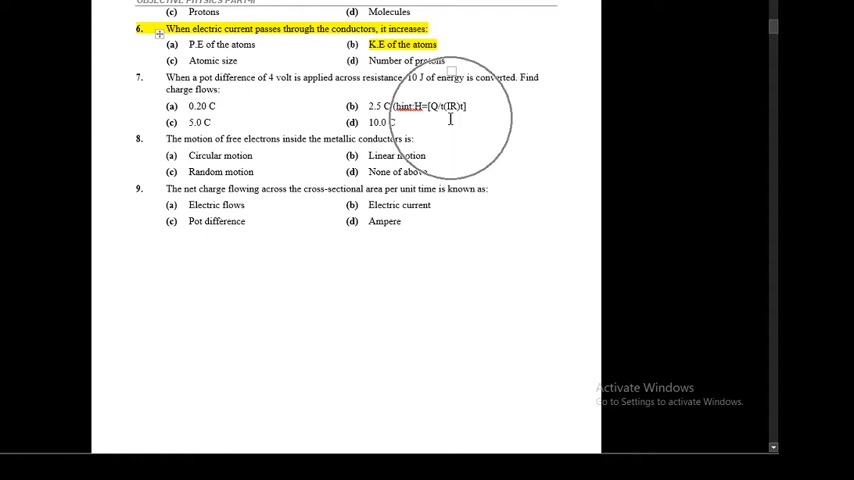 OBJECTIVE PHYSICS PART-II
(c) Protons (d) Molecules
6. When electric current passes through the conductors, it increases:
(a) P.E of the atoms (b) K.E of the atoms
(c) Atomic size (d) Number of protons
7. When a pot difference of 4 volt is applied across resistance, 10 J of energy is converted. Find
charge flows:
(a) 0.20 C (b) 2.5 C (hint:H=[Q/t(IR)t]
(c) 5.0 C (d) 10.0 C
8. The motion of free electrons inside the metallic conductors is:
(a) Circular motion (b) Linear motion
(c) Random motion (d) None of above
9. The net charge flowing across the cross-sectional area per unit time is known as:
(a) Electric flows (b) Electric current
(c) Pot difference (d) Ampere
Activate Windows
Go to Settings to activate Windows.